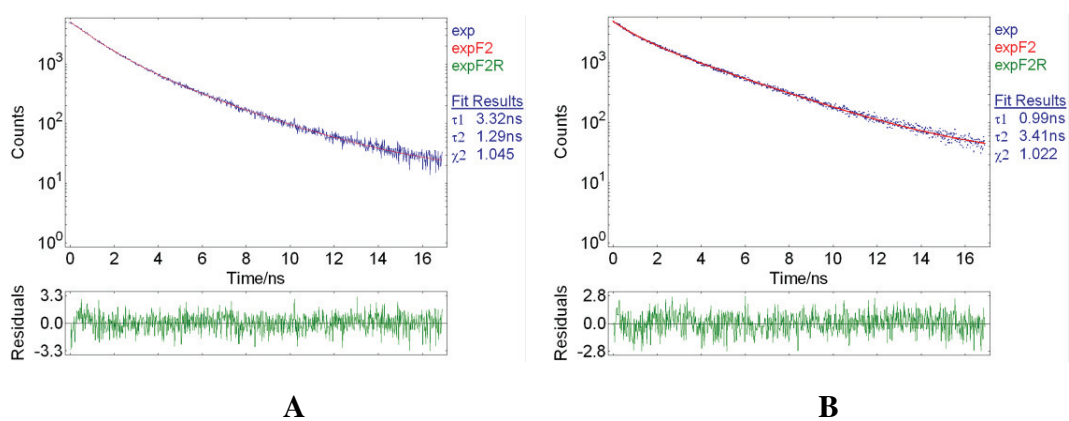 exp
expF2
expF2R
Fit Results
τ1 3.32ns
τ2 1.29ns
χ2 1.045
Counts
10³
10²
10¹
10⁰
0 2 4 6 8 10 12 14 16
Time/ns
Residuals
3.3
0.0
-3.3
A
exp
expF2
expF2R
Fit Results
τ1 0.99ns
τ2 3.41ns
χ2 1.022
Counts
10³
10²
10¹
10⁰
0 2 4 6 8 10 12 14 16
Time/ns
Residuals
2.8
0.0
-2.8
B